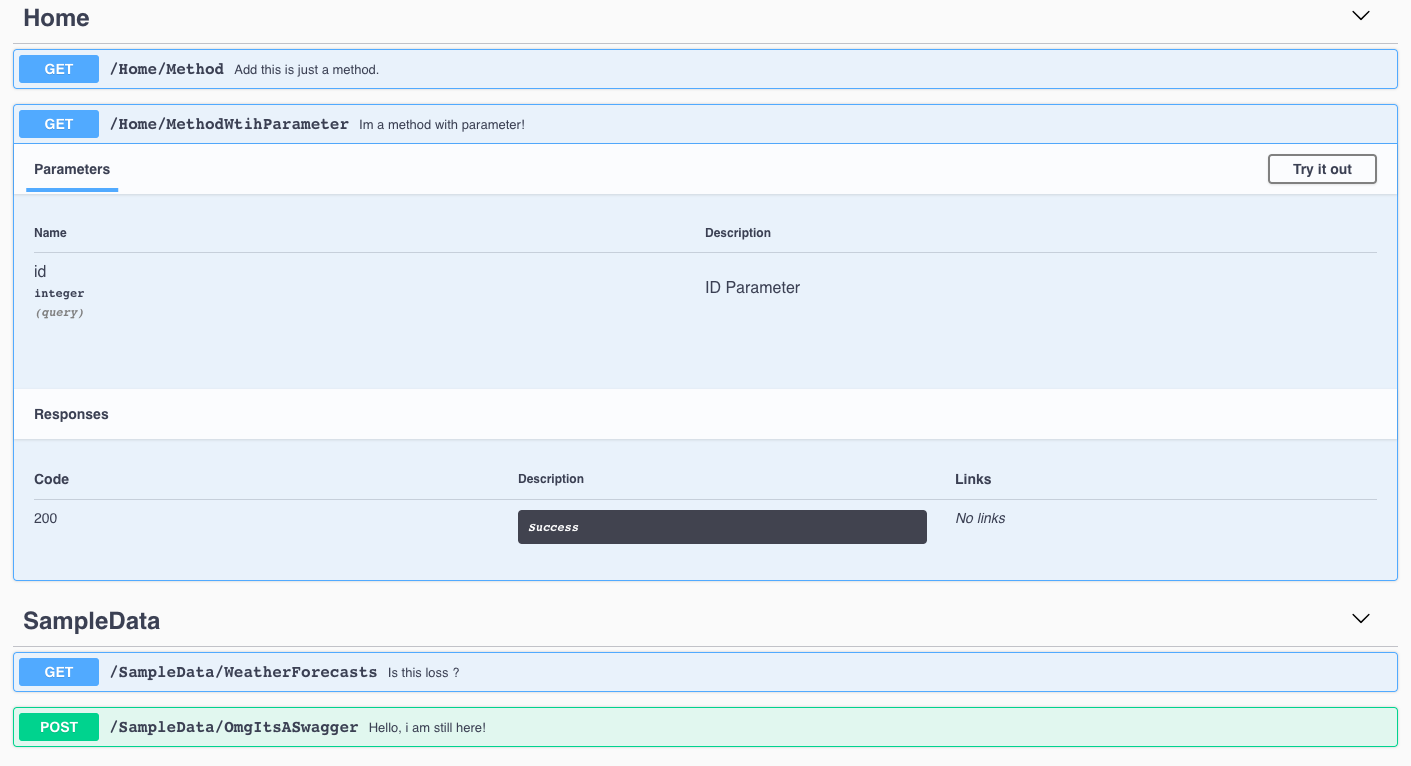 Home
GET /Home/Method Add this is just a method.
GET /Home/MethodWtihParameter Im a method with parameter!
Parameters Try it out
Name Description
id
integer
(query)
ID Parameter
Responses
Code Description Links
200 Success No links
SampleData
GET /SampleData/WeatherForecasts Is this loss ?
POST /SampleData/OmgItsASwagger Hello, i am still here!